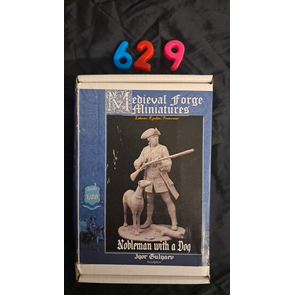 629
Medieval Forge
Miniatures
Nobleman with a Dog
Igor Gulyaev